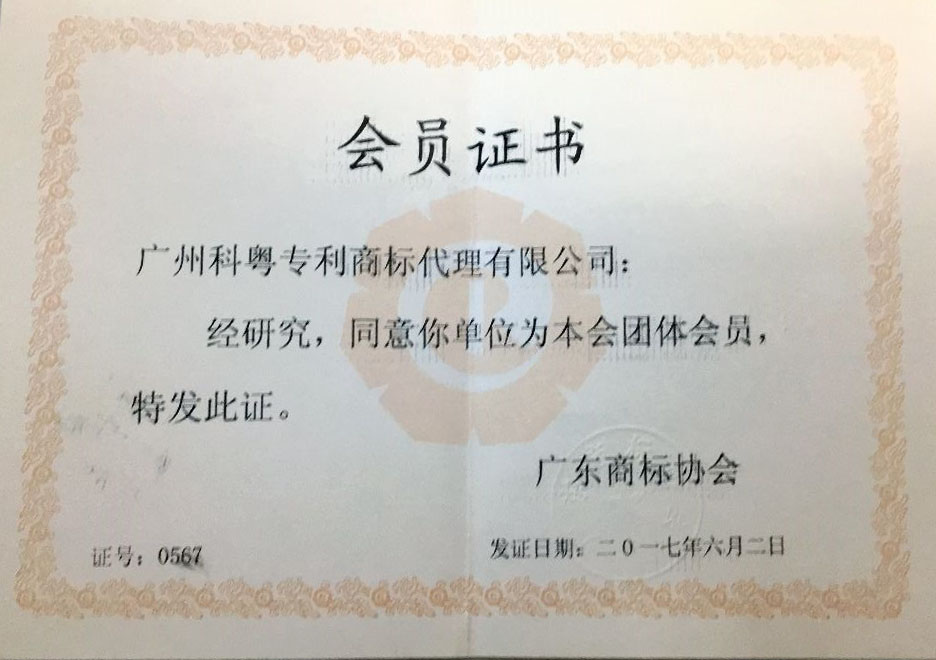 会员证书
广州科粤专利商标代理有限公司：
经研究，同意你单位为本会团体会员，
特发此证。
广东商标协会
证号：0567
发证日期：二0一七年六月二日